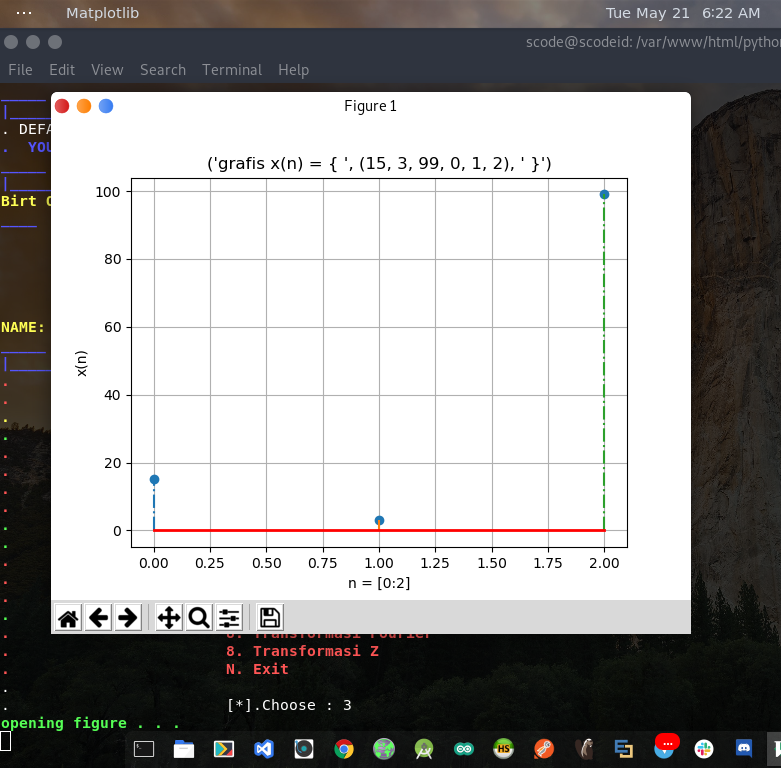 Matplotlib
Tue May 21 6:22 AM
scode@scodeid: /var/www/html/pytho
File Edit View Search Terminal Help
Figure 1
. DEFA
. YOU
Birt
NAME:
('grafis x(n) = { ', (15, 3, 99, 0, 1, 2), ' }')
100
80
60
40
20
0
x(n)
0.00 0.25 0.50 0.75 1.00 1.25 1.50 1.75 2.00
n = [0:2]
Transformasi Fourier
8. Transformasi Z
N. Exit
[*].Choose : 3
opening figure . . .
HS